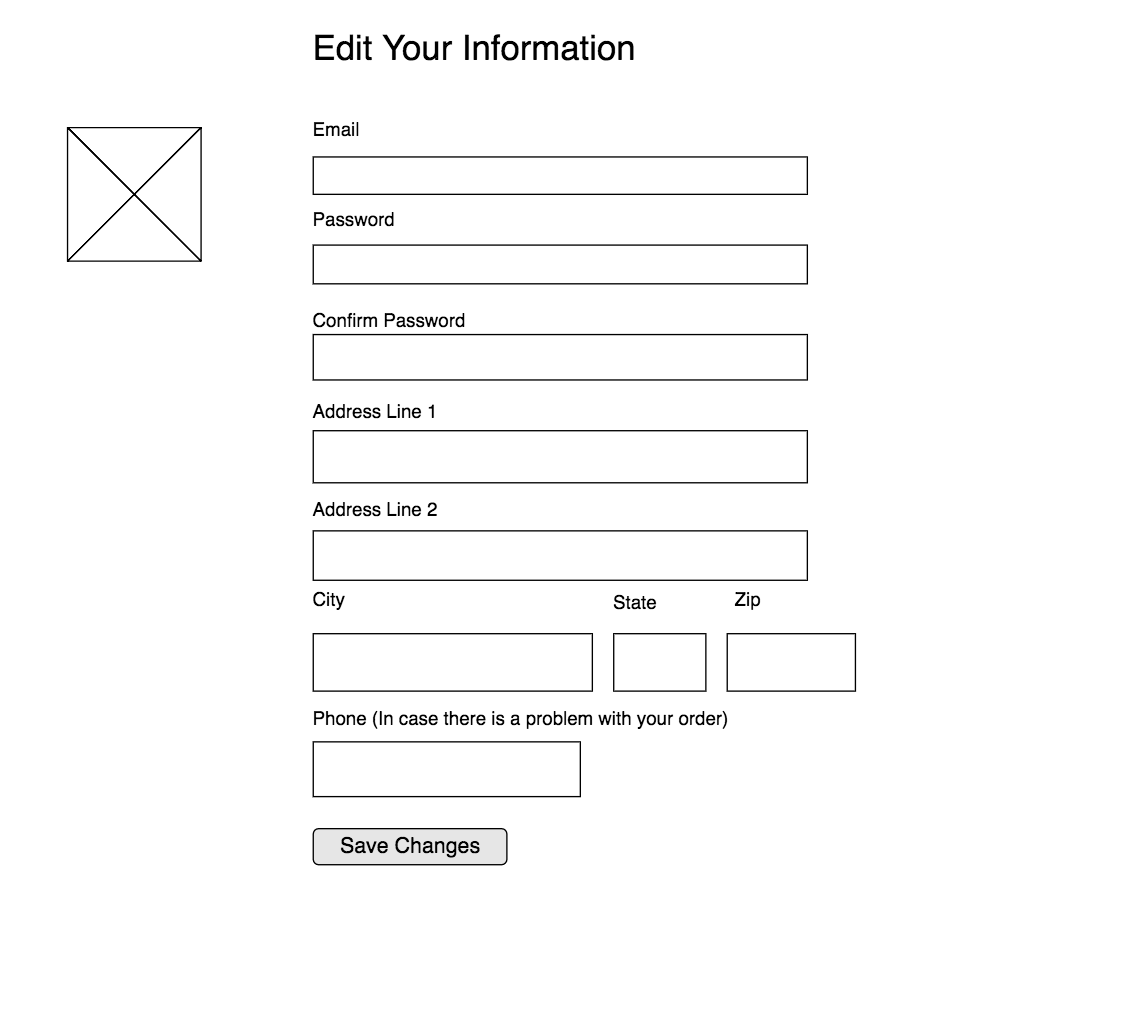 Edit Your Information
Email
Password
Confirm Password
Address Line 1
Address Line 2
City State Zip
Phone (In case there is a problem with your order)
Save Changes